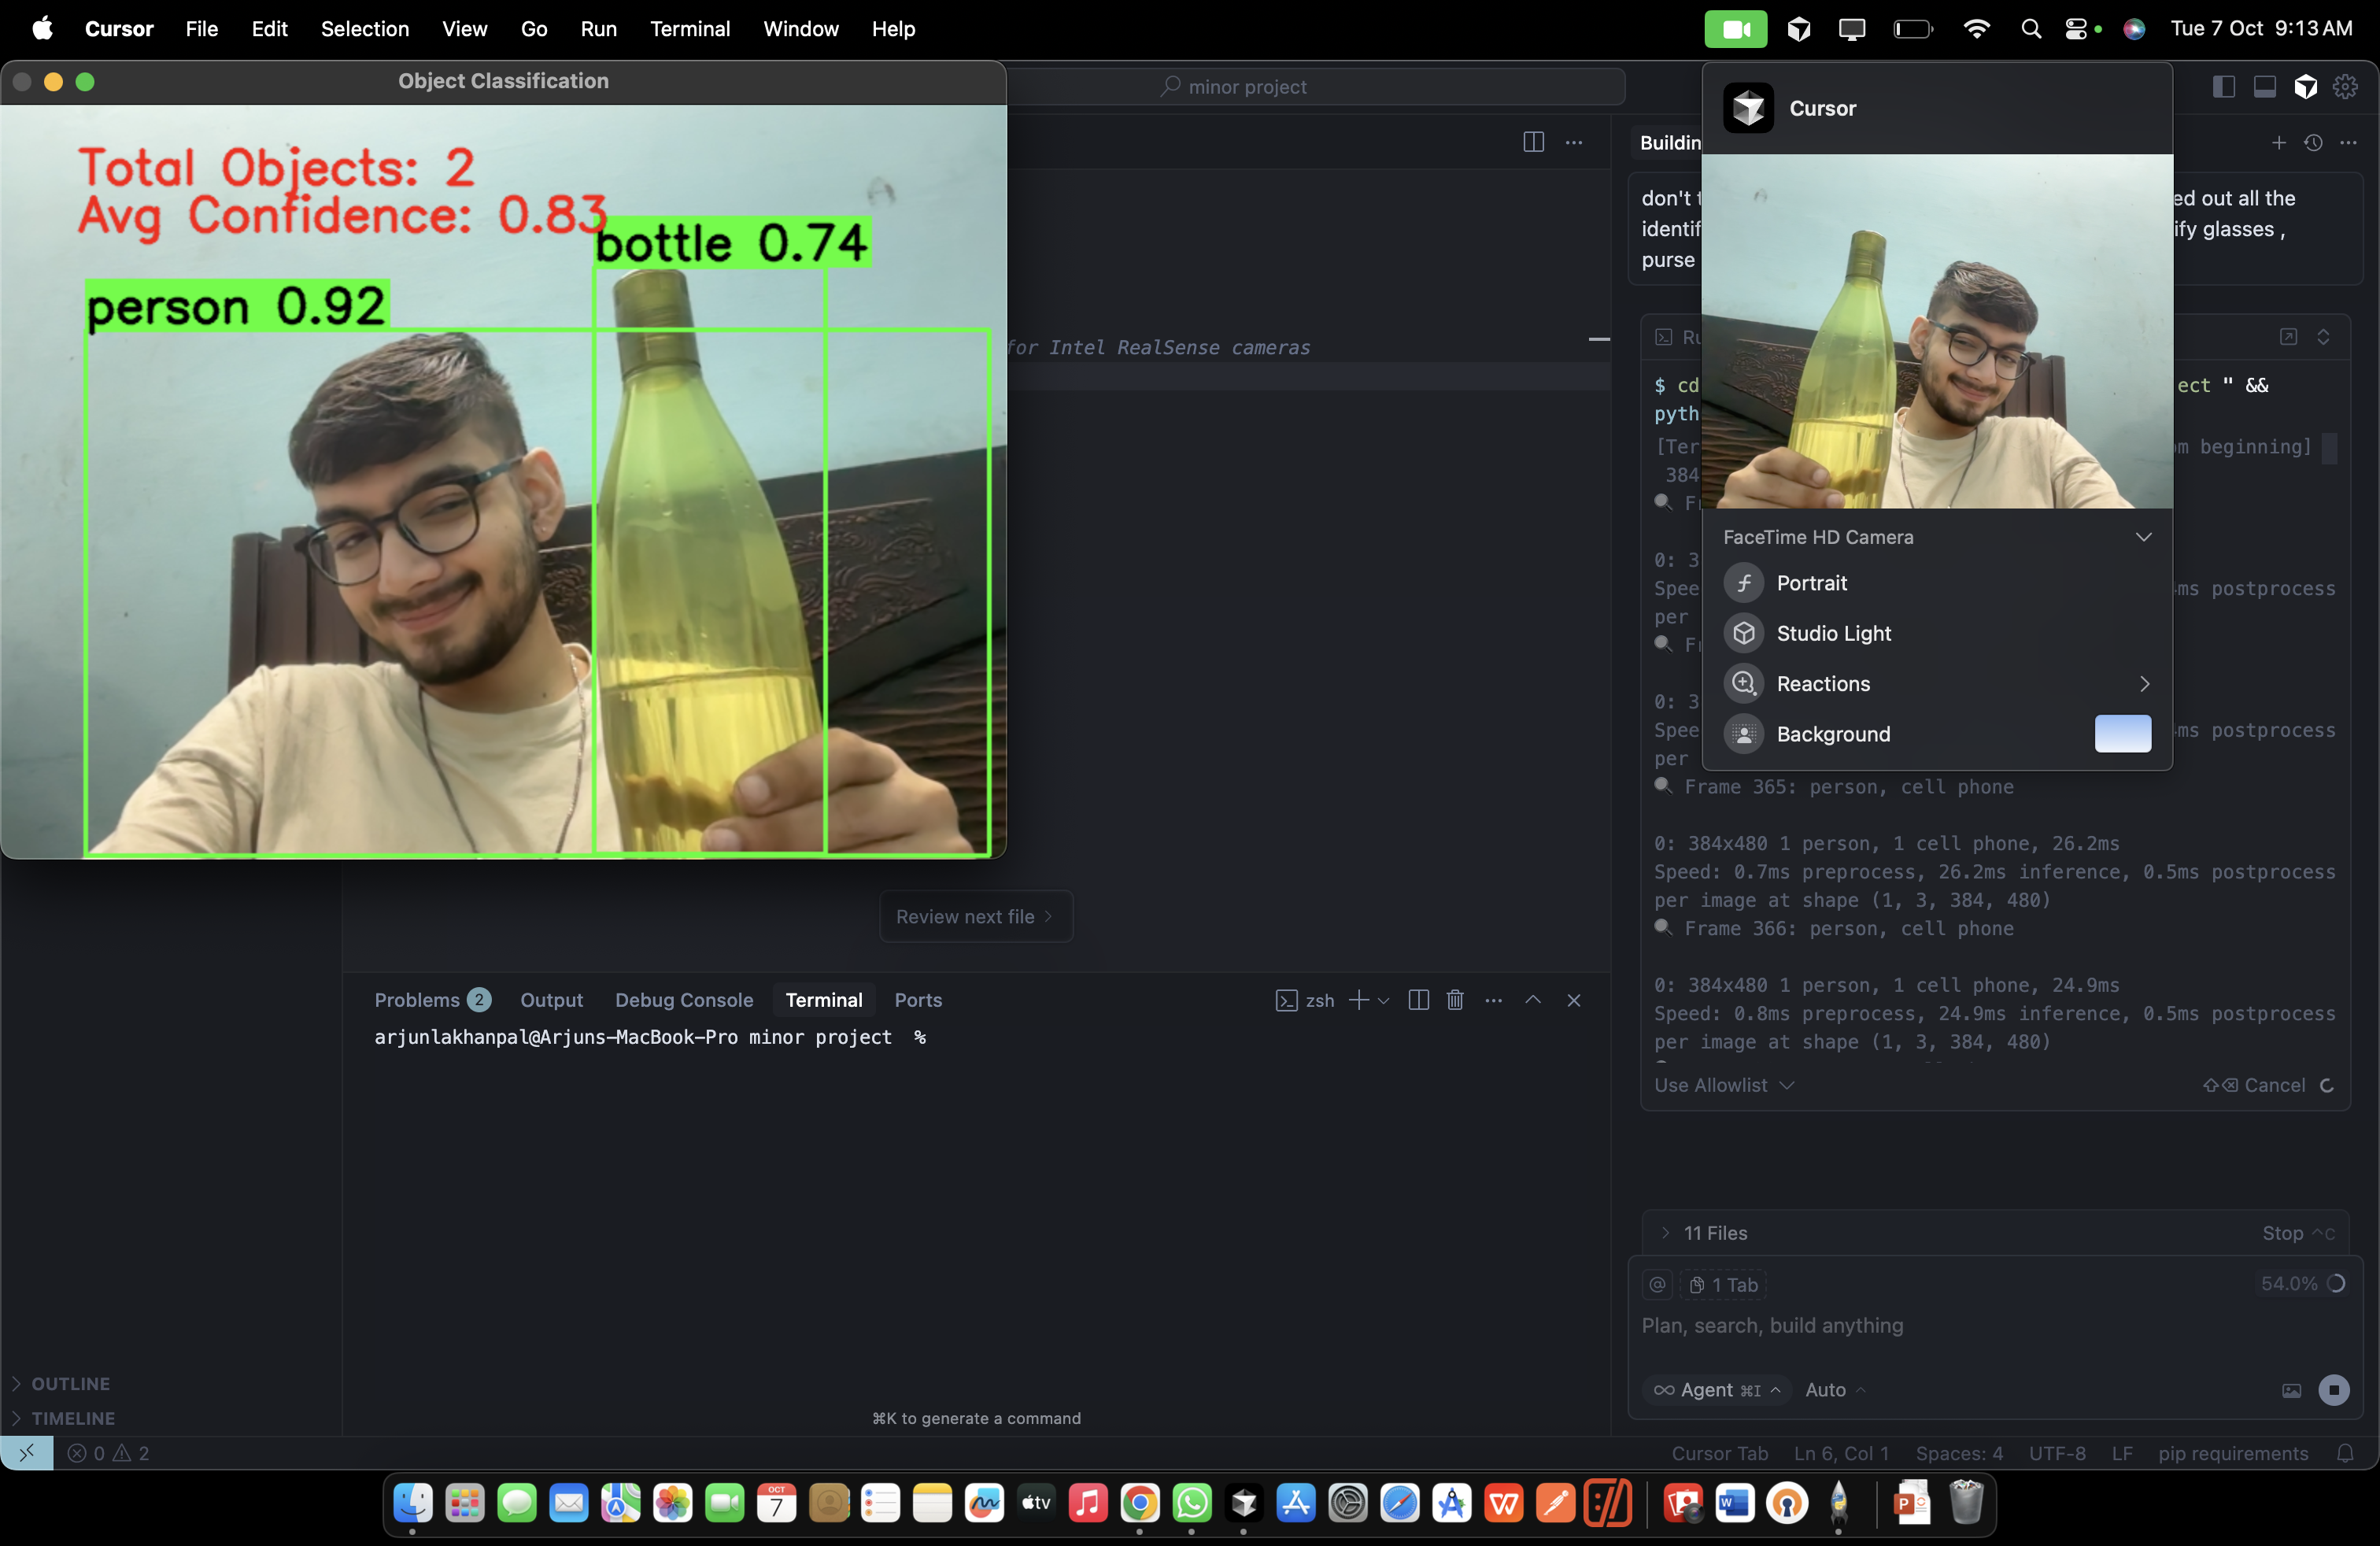 Cursor File Edit Selection View Go Run Terminal Window Help Tue 7 Oct 9:13 AM
Object Classification
Total Objects: 2
Avg Confidence: 0.83
bottle 0.74
person 0.92
minor project
for Intel RealSense cameras
Review next file
Problems 2 Output Debug Console Terminal Ports zsh
arjunlakhanpal@Arjuns-MacBook-Pro minor project %
⌘K to generate a command
OUTLINE
TIMELINE
Cursor
FaceTime HD Camera
Portrait
Studio Light
Reactions
Background
Buildin
don't ed out all the
identif ify glasses ,
purse
Ru
$ cd ect " &&
pyth
[Ter m beginning]
384
0: 3
Spee ms postprocess
per
0: 3
Spee ms postprocess
per
Frame 365: person, cell phone
0: 384x480 1 person, 1 cell phone, 26.2ms
Speed: 0.7ms preprocess, 26.2ms inference, 0.5ms postprocess
per image at shape (1, 3, 384, 480)
Frame 366: person, cell phone
0: 384x480 1 person, 1 cell phone, 24.9ms
Speed: 0.8ms preprocess, 24.9ms inference, 0.5ms postprocess
per image at shape (1, 3, 384, 480)
Use Allowlist Cancel
11 Files Stop ^C
@ 1 Tab 54.0%
Plan, search, build anything
Agent ⌘I Auto
0 2 Cursor Tab Ln 6, Col 1 Spaces: 4 UTF-8 LF pip requirements
OCT
7
tv